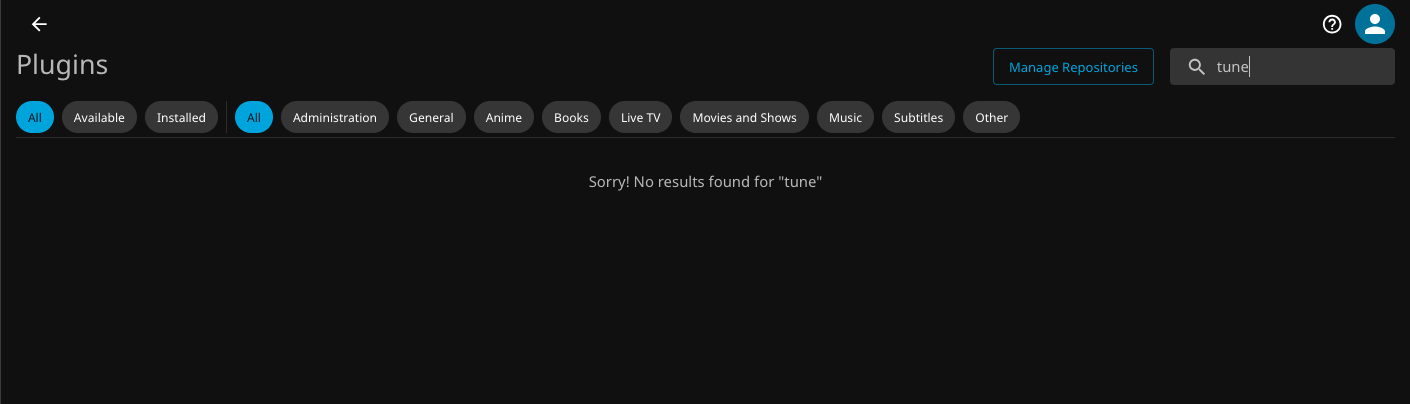 Plugins
Manage Repositories
tune
All Available Installed All Administration General Anime Books Live TV Movies and Shows Music Subtitles Other
Sorry! No results found for "tune"